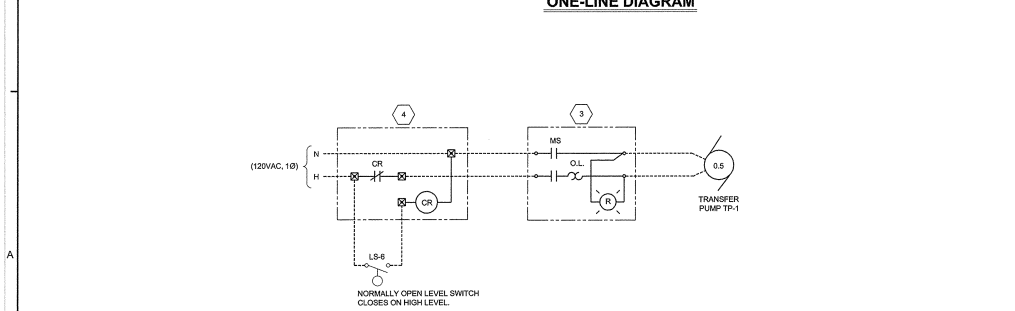 ONE-LINE DIAGRAM
4
3
MS
N
(120VAC, 1Ø)
CR
O.L.
0.5
H
CR
R
TRANSFER
PUMP TP-1
A
LS-6
NORMALLY OPEN LEVEL SWITCH
CLOSES ON HIGH LEVEL.